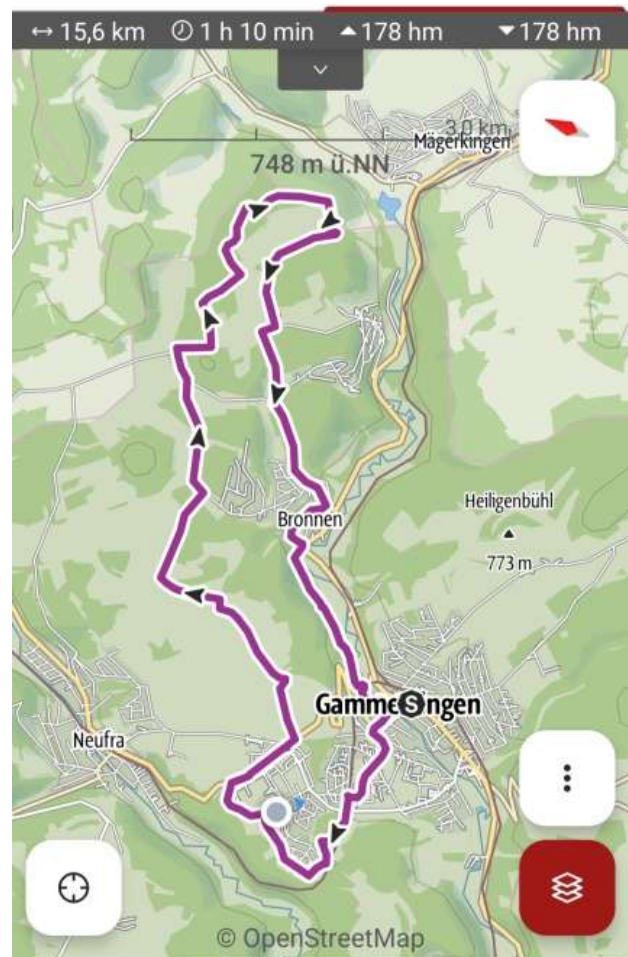 15,6 km 1 h 10 min 178 hm 178 hm
3,0 km
Mägerkingen
748 m ü.NN
Heiligenbühl
Bronnen
773 m
S
Neufra
© OpenStreetMap